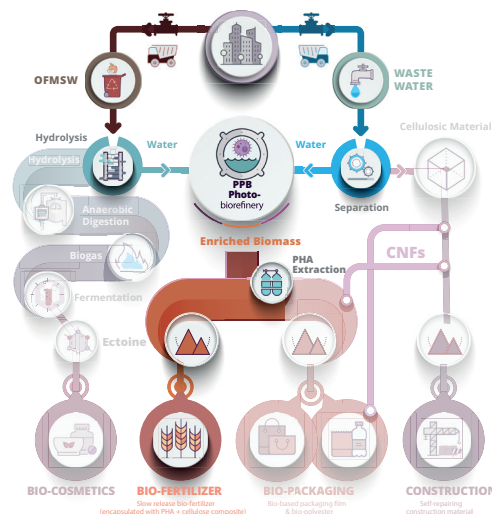 OFMSW
WASTE
WATER
Hydrolysis
Hydrolysis
Water
Water
PPB
Photo-
biorefinery
Cellulosic Material
Separation
Anaerobic
Digestion
Enriched Biomass
Biogas
PHA
Extraction
CNFs
Fermentation
Ectoine
BIO-COSMETICS
BIO-FERTILIZER
Slow release bio-fertilizer
(encapsulated with PHA + cellulose composite)
BIO-PACKAGING
Bio-based packaging film
& bio-polyester
CONSTRUCTION
Self-repairing
construction material